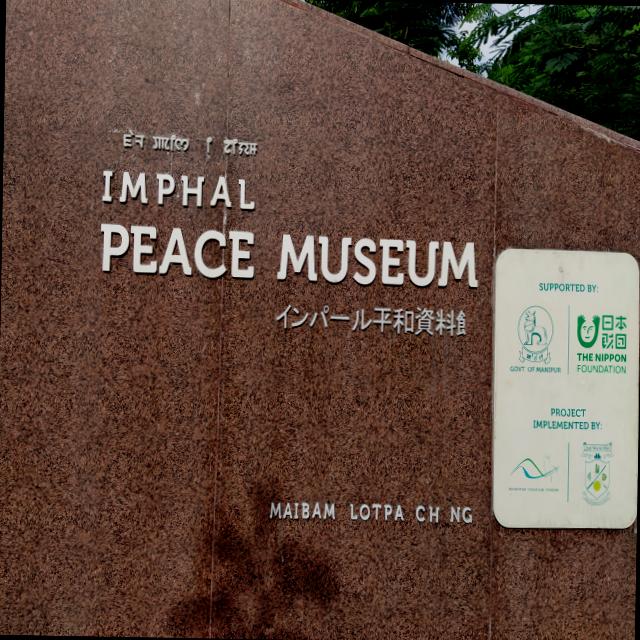 IMPHAL
PEACE MUSEUM
インパール平和資料館
MAIBAM LOTPA CH NG
SUPPORTED BY:
GOVT OF MANIPUR
日本
財団
THE NIPPON
FOUNDATION
PROJECT
IMPLEMENTED BY: